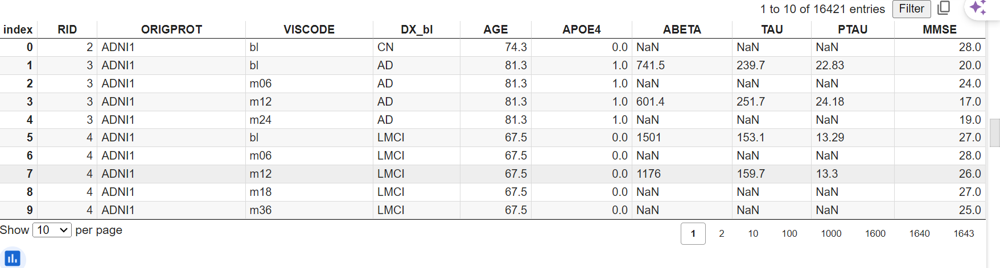 1 to 10 of 16421 entries Filter
index RID ORIGPROT VISCODE DX_bl AGE APOE4 ABETA TAU PTAU MMSE
0 2 ADNI1 bl CN 74.3 0.0 NaN NaN NaN 28.0
1 3 ADNI1 bl AD 81.3 1.0 741.5 239.7 22.83 20.0
2 3 ADNI1 m06 AD 81.3 1.0 NaN NaN NaN 24.0
3 3 ADNI1 m12 AD 81.3 1.0 601.4 251.7 24.18 17.0
4 3 ADNI1 m24 AD 81.3 1.0 NaN NaN NaN 19.0
5 4 ADNI1 bl LMCI 67.5 0.0 1501 153.1 13.29 27.0
6 4 ADNI1 m06 LMCI 67.5 0.0 NaN NaN NaN 28.0
7 4 ADNI1 m12 LMCI 67.5 0.0 1176 159.7 13.3 26.0
8 4 ADNI1 m18 LMCI 67.5 0.0 NaN NaN NaN 27.0
9 4 ADNI1 m36 LMCI 67.5 0.0 NaN NaN NaN 25.0
Show 10 per page 1 2 10 100 1000 1600 1640 1643